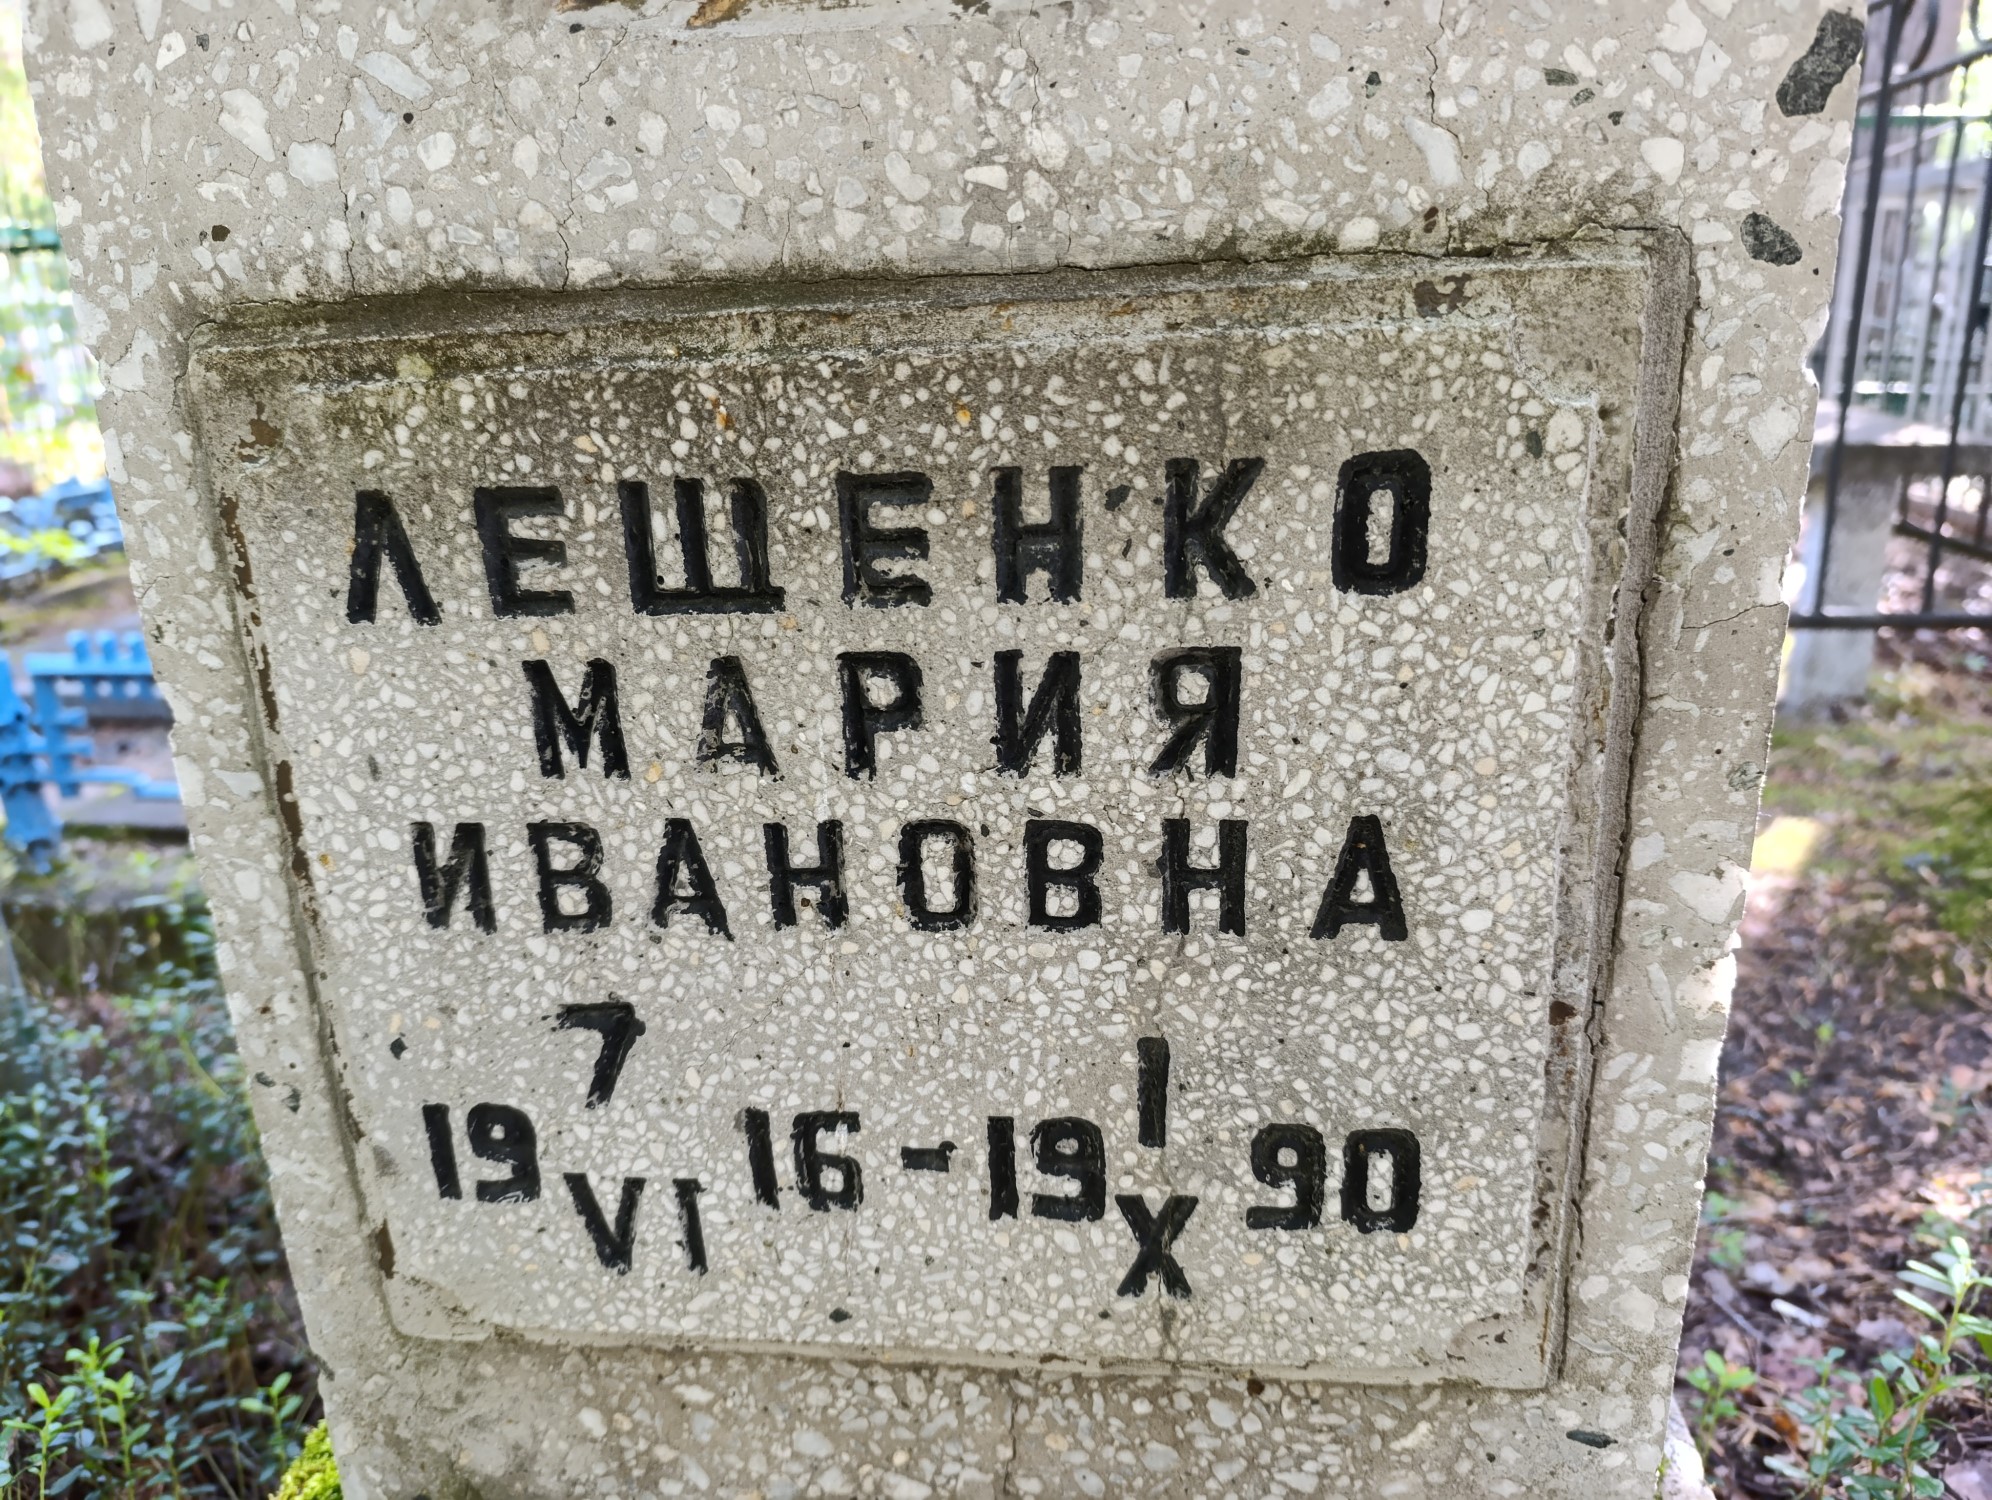 ЛЕЩЕНКО
МАРИЯ
ИВАНОВНА
19 7/VI 16 - 19 I/X 90